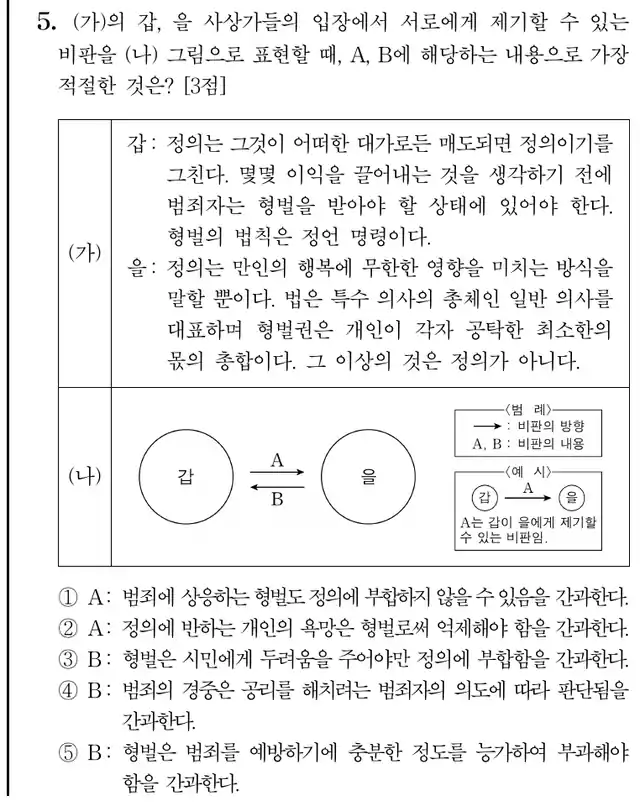 5. (가)의 갑, 을 사상가들의 입장에서 서로에게 제기할 수 있는
비판을 (나) 그림으로 표현할 때, A, B에 해당하는 내용으로 가장
적절한 것은? [3점]
(가)
갑: 정의는 그것이 어떠한 대가로든 매도되면 정의이기를
그친다. 몇몇 이익을 끌어내는 것을 생각하기 전에
범죄자는 형벌을 받아야 할 상태에 있어야 한다.
형벌의 법칙은 정언 명령이다.
을: 정의는 만인의 행복에 무한한 영향을 미치는 방식을
말할 뿐이다. 법은 특수 의사의 총체인 일반 의사를
대표하며 형벌권은 개인이 각자 공탁한 최소한의
몫의 총합이다. 그 이상의 것은 정의가 아니다.
(나)
갑 A B 을
<범 례>
: 비판의 방향
A, B : 비판의 내용
<예 시>
갑 A 을
A는 갑이 을에게 제기할
수 있는 비판임.
① A: 범죄에 상응하는 형벌도 정의에 부합하지 않을 수 있음을 간과한다.
② A: 정의에 반하는 개인의 욕망은 형벌로써 억제해야 함을 간과한다.
③ B: 형벌은 시민에게 두려움을 주어야만 정의에 부합함을 간과한다.
④ B: 범죄의 경중은 공리를 해치려는 범죄자의 의도에 따라 판단됨을
간과한다.
⑤ B: 형벌은 범죄를 예방하기에 충분한 정도를 능가하여 부과해야
함을 간과한다.